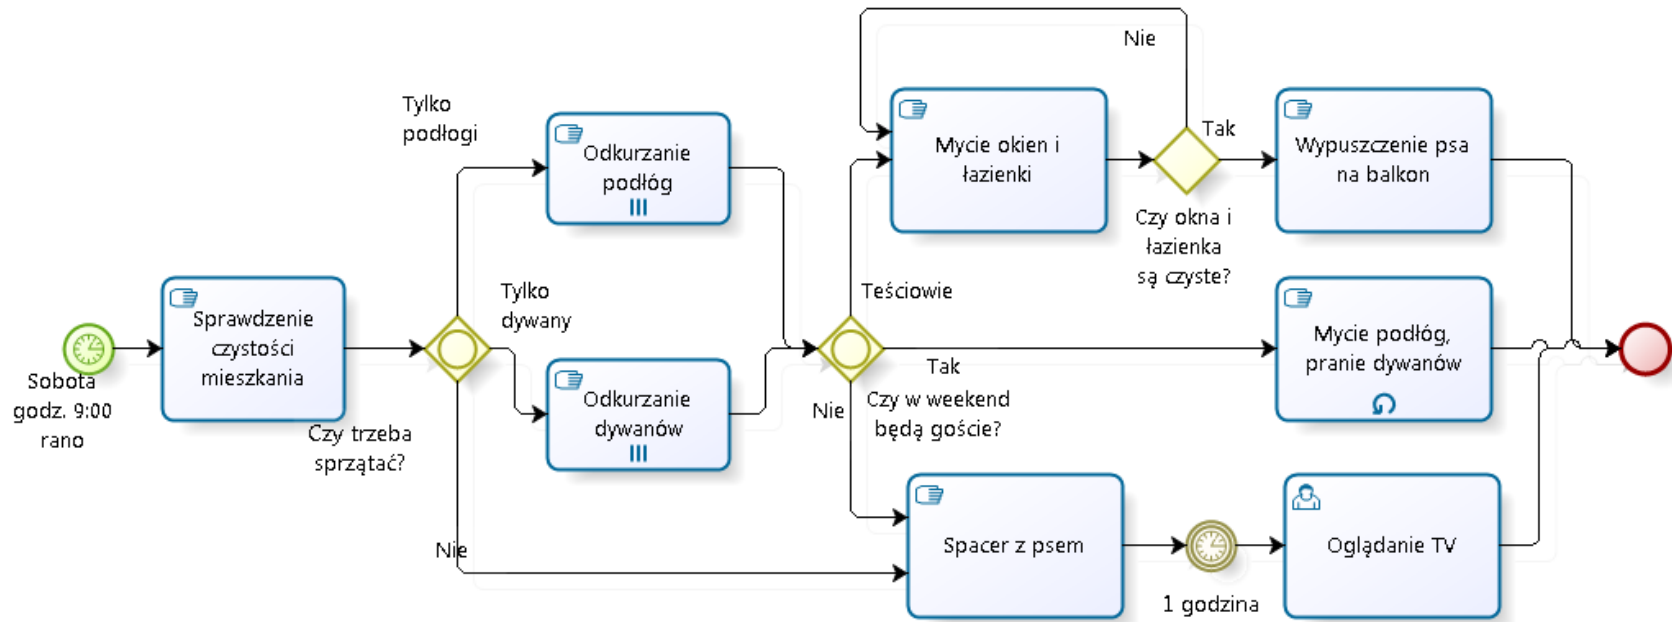 Sobota
godz. 9:00
rano
Sprawdzenie
czystości
mieszkania
Czy trzeba
sprzątać?
Tylko
podłogi
Odkurzanie
podłóg
Tylko
dywany
Odkurzanie
dywanów
Nie
Teściowie
Tak
Nie
Czy w weekend
będą goście?
Mycie okien i
łazienki
Nie
Tak
Czy okna i
łazienka
są czyste?
Wypuszczenie psa
na balkon
Mycie podłóg,
pranie dywanów
Spacer z psem
1 godzina
Oglądanie TV